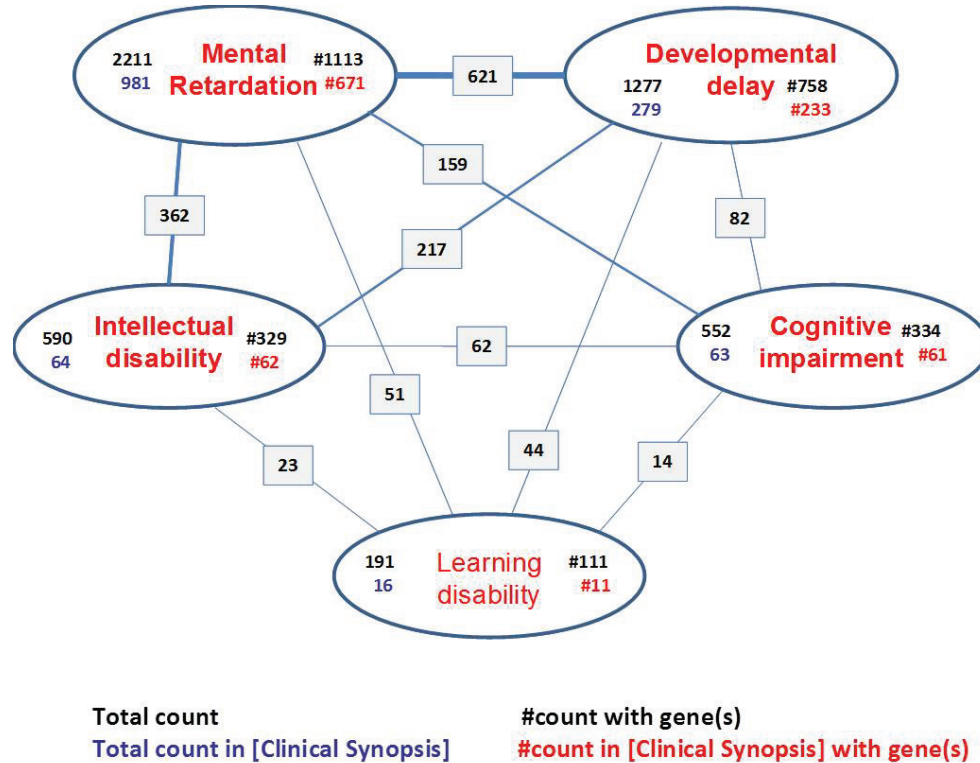 2211 Mental #1113
981 Retardation #671
621
Developmental
1277 delay #758
279 #233
159
362
217
82
590 Intellectual #329
64 disability #62
62
552 Cognitive #334
63 impairment #61
51
44
23
14
191 Learning #111
16 disability #11
Total count #count with gene(s)
Total count in [Clinical Synopsis] #count in [Clinical Synopsis] with gene(s)